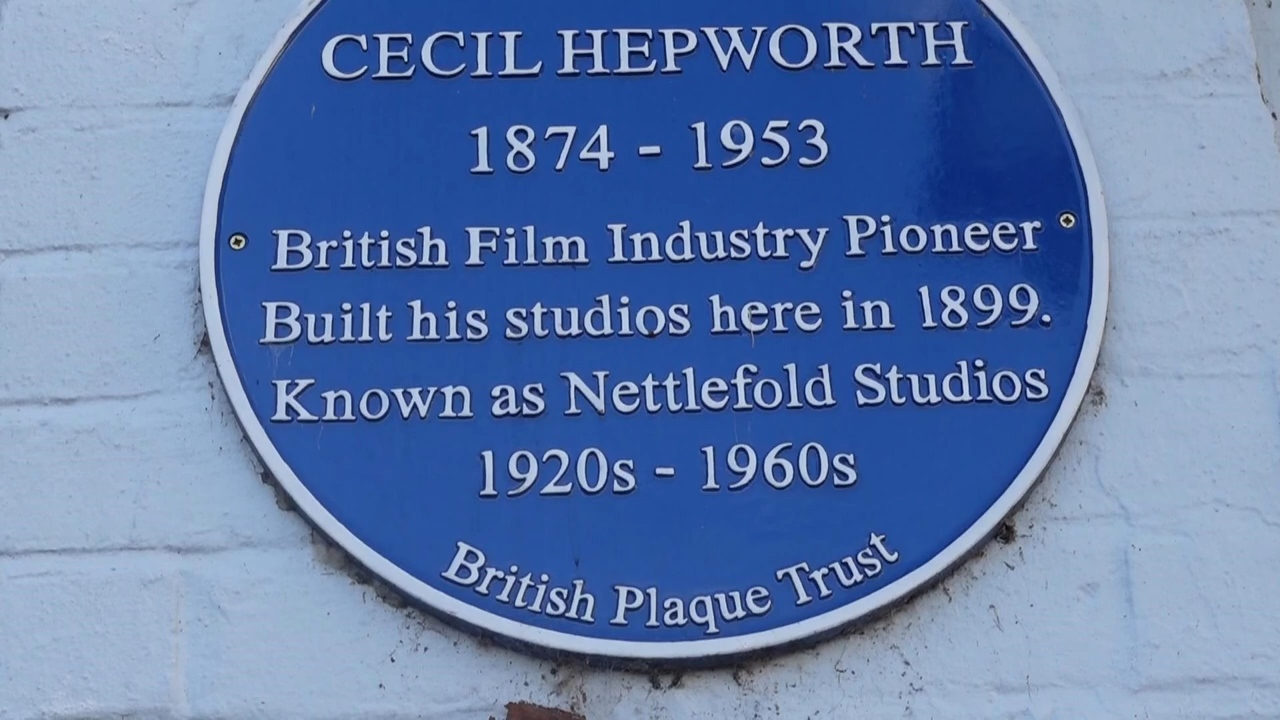 CECIL HEPWORTH
1874 - 1953
British Film Industry Pioneer
Built his studios here in 1899.
Known as Nettlefold Studios
1920s - 1960s
British Plaque Trust